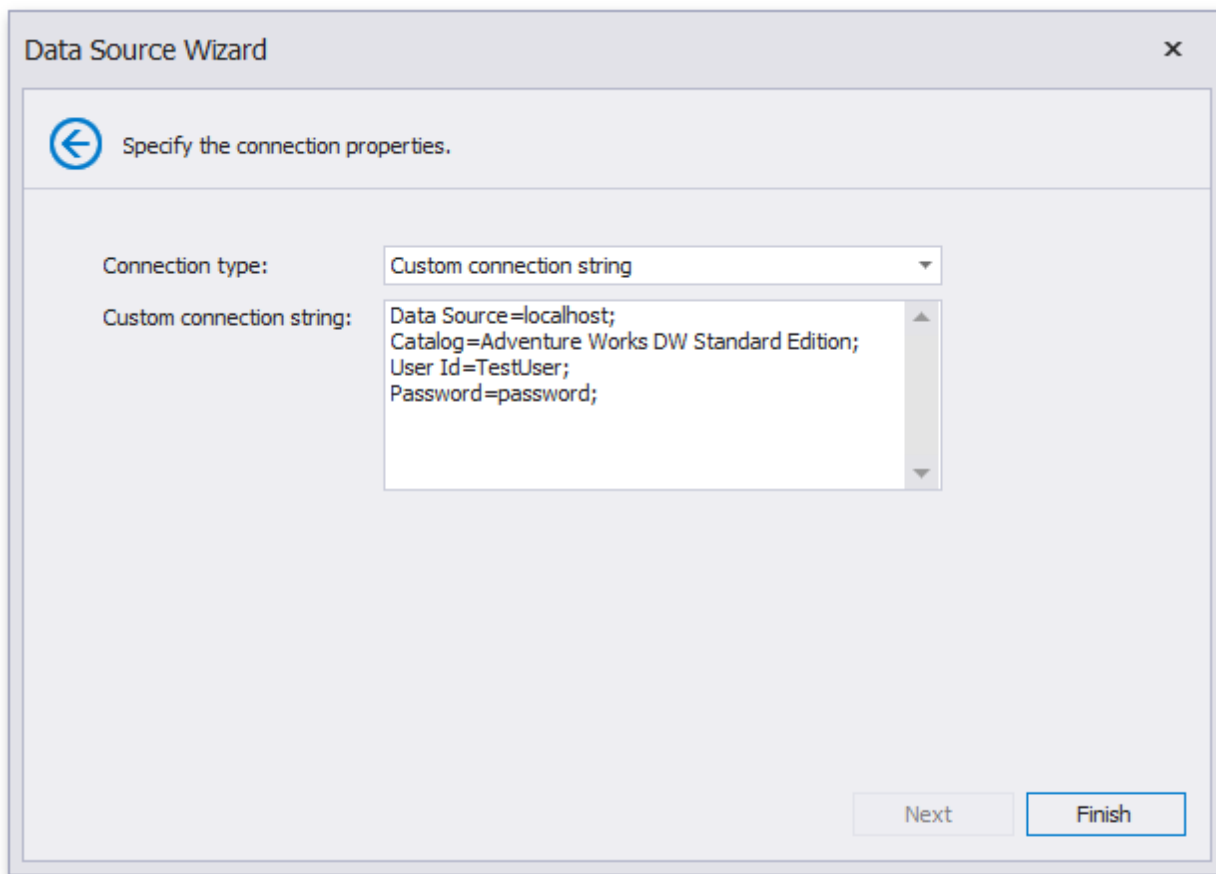 Data Source Wizard
Specify the connection properties.
Connection type:
Custom connection string
Custom connection string:
Data Source=localhost;
Catalog=Adventure Works DW Standard Edition;
User Id=TestUser;
Password=password;
Next
Finish